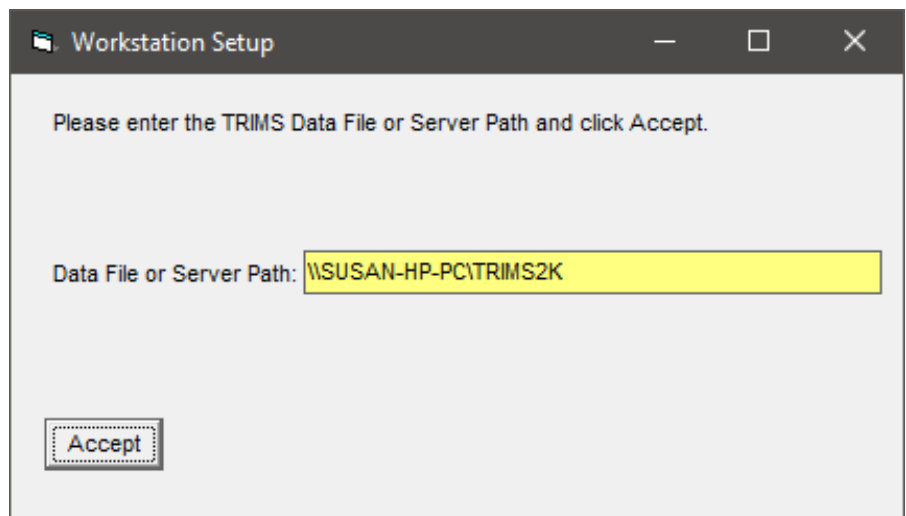 Workstation Setup
Please enter the TRIMS Data File or Server Path and click Accept.
Data File or Server Path: \\SUSAN-HP-PC\TRIMS2K
Accept